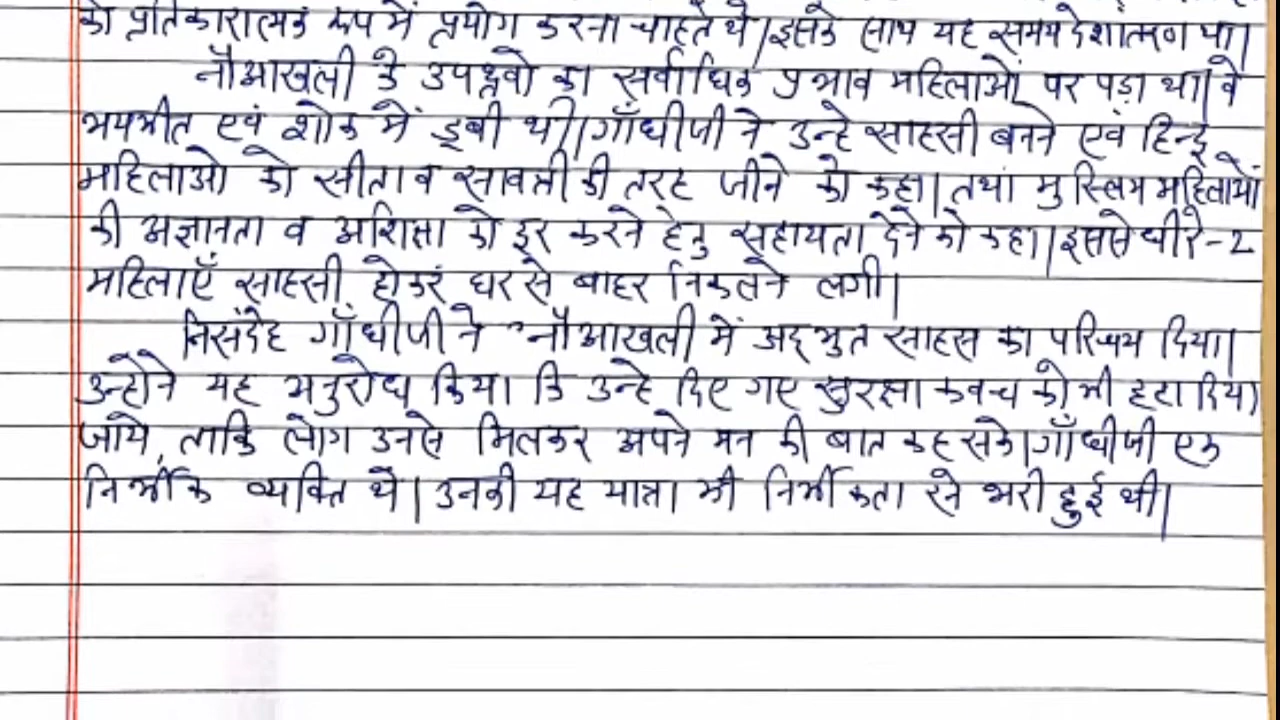 को प्रतिकारात्मक रूप में प्रयोग करना चाहते थे।इसके साथ यह समय देशाटन था।
नौआखली के उपद्रवो का सर्वाधिक प्रभाव महिलाओं पर पड़ा था।वे
भयभीत एवं शोक में डूबी थी।गाँधीजी ने उन्हे साहसी बनने एवं हिन्दू
महिलाओ को सीता व सावत्री की तरह जीने को कहा।तथा मुस्लिम महिलाओं
की अज्ञानता व अशिक्षा को दूर करने हेतु सहायता देने को कहा।इससे धीरे-2
महिलाएँ साहसी होकर घर से बाहर निकलने लगी।
निसंदेह गाँधीजी ने नौआखली में अद्भुत साहस का परिचय दिया।
उन्होने यह अनुरोध किया कि उन्हे दिए गए सुरक्षा कवच को भी हटा दिया
जाये, ताकि लोग उनसे मिलकर अपने मन की बात कह सके।गाँधीजी एक
निर्भीक व्यक्ति थे।उनकी यह यात्रा भी निर्भीकता से भरी हुई थी।